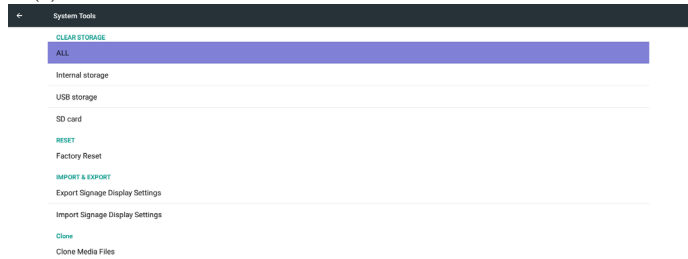 System Tools
CLEAR STORAGE
ALL
Internal storage
USB storage
SD card
RESET
Factory Reset
IMPORT & EXPORT
Export Signage Display Settings
Import Signage Display Settings
Clone
Clone Media Files